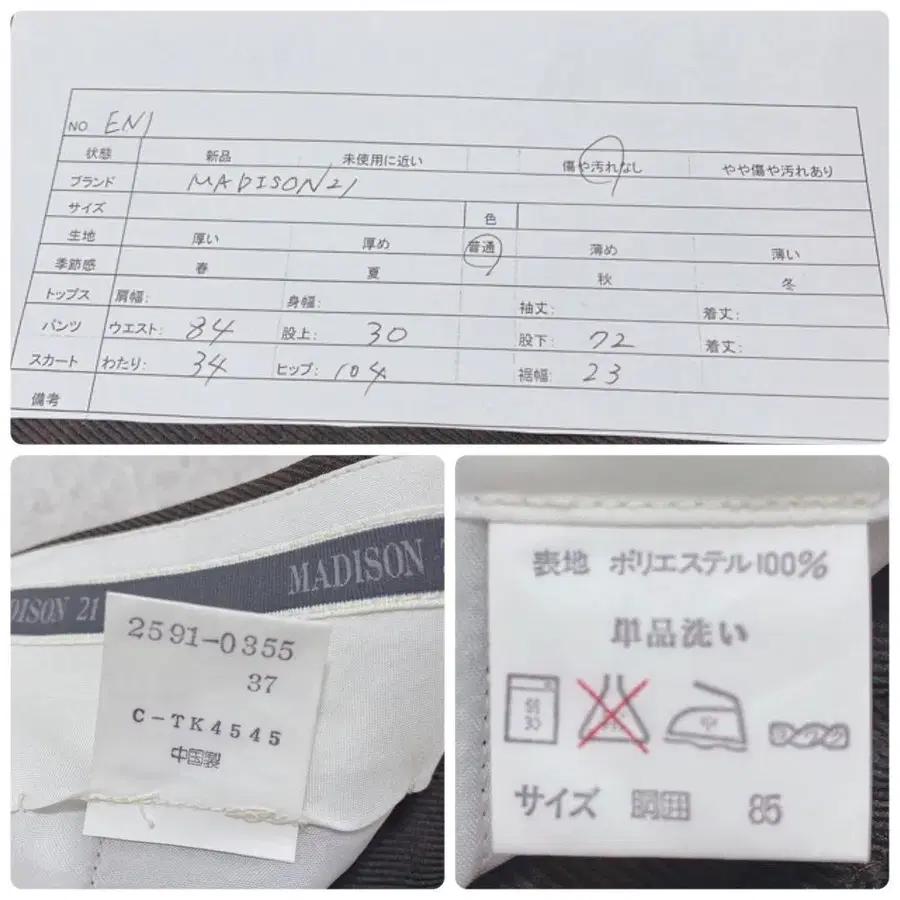 NO EN1
状態 新品 未使用に近い 傷や汚れなし やや傷や汚れあり
ブランド MADISON21
サイズ 色
生地 厚い 厚め 普通 薄め 薄い
季節感 春 夏 秋 冬
トップス 肩幅: 身幅: 袖丈: 着丈:
パンツ ウエスト: 84 股上: 30 股下: 72 着丈:
スカート わたり: 34 ヒップ: 104 裾幅: 23
備考
DISON 21 MADISON
2591-0355
37
C-TK4545
中国製
表地 ポリエステル100%
単品洗い
弱
30
中
ヨワク
サイズ 胴囲 85